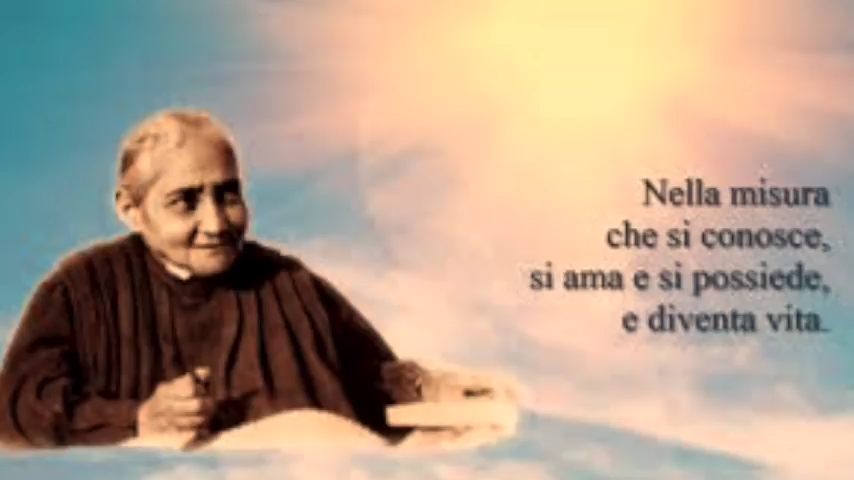 Nella misura
che si conosce,
si ama e si possiede,
e diventa vita.